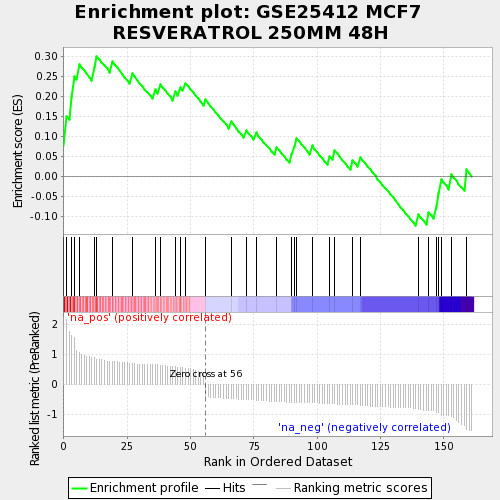 Enrichment plot: GSE25412 MCF7
RESVERATROL 250MM 48H
Enrichment score (ES)
0.30
0.25
0.20
0.15
0.10
0.05
0.00
-0.05
-0.10
'na_pos' (positively correlated)
Ranked list metric (PreRanked)
2
1
0
-1
Zero cross at 56
'na_neg' (negatively correlated)
0 25 50 75 100 125 150
Rank in Ordered Dataset
Enrichment profile Hits Ranking metric scores